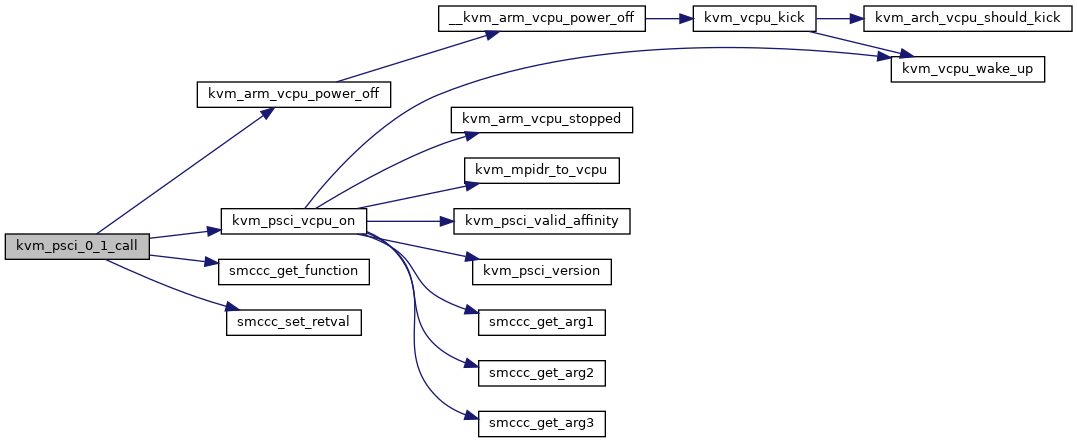 __kvm_arm_vcpu_power_off
kvm_vcpu_kick
kvm_arch_vcpu_should_kick
kvm_vcpu_wake_up
kvm_arm_vcpu_power_off
kvm_arm_vcpu_stopped
kvm_mpidr_to_vcpu
kvm_psci_vcpu_on
kvm_psci_valid_affinity
kvm_psci_0_1_call
smccc_get_function
kvm_psci_version
smccc_set_retval
smccc_get_arg1
smccc_get_arg2
smccc_get_arg3